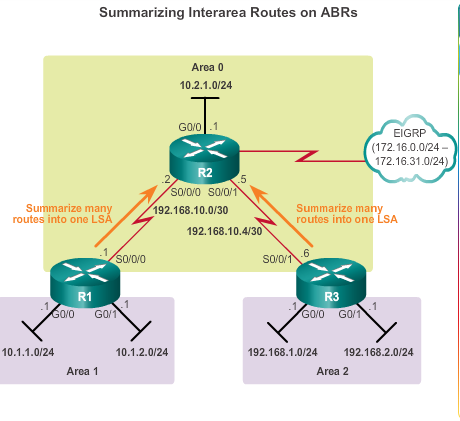 Summarizing Interarea Routes on ABRs
Area 0
10.2.1.0/24
G0/0 .1
EIGRP
(172.16.0.0/24 –
172.16.31.0/24)
R2
.2 .5
S0/0/0 S0/0/1
Summarize many
routes into one LSA
Summarize many
routes into one LSA
192.168.10.0/30
192.168.10.4/30
.1 S0/0/0
S0/0/1 .6
R1
R3
.1 .1
G0/0 G0/1
.1 .1
G0/0 G0/1
10.1.1.0/24
10.1.2.0/24
192.168.1.0/24
192.168.2.0/24
Area 1
Area 2